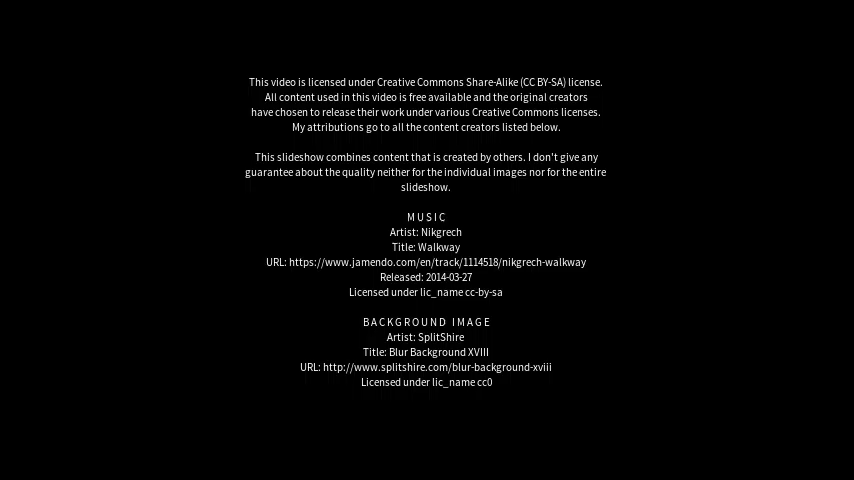 This video is licensed under Creative Commons Share-Alike (CC BY-SA) license.
All content used in this video is free available and the original creators
have chosen to release their work under various Creative Commons licenses.
My attributions go to all the content creators listed below.
This slideshow combines content that is created by others. I don't give any
guarantee about the quality neither for the individual images nor for the entire
slideshow.
MUSIC
Artist: Nikgrech
Title: Walkway
URL: https://www.jamendo.com/en/track/1114518/nikgrech-walkway
Released: 2014-03-27
Licensed under lic_name cc-by-sa
BACKGROUND IMAGE
Artist: SplitShire
Title: Blur Background XVIII
URL: http://www.splitshire.com/blur-background-xviii
Licensed under lic_name cc0